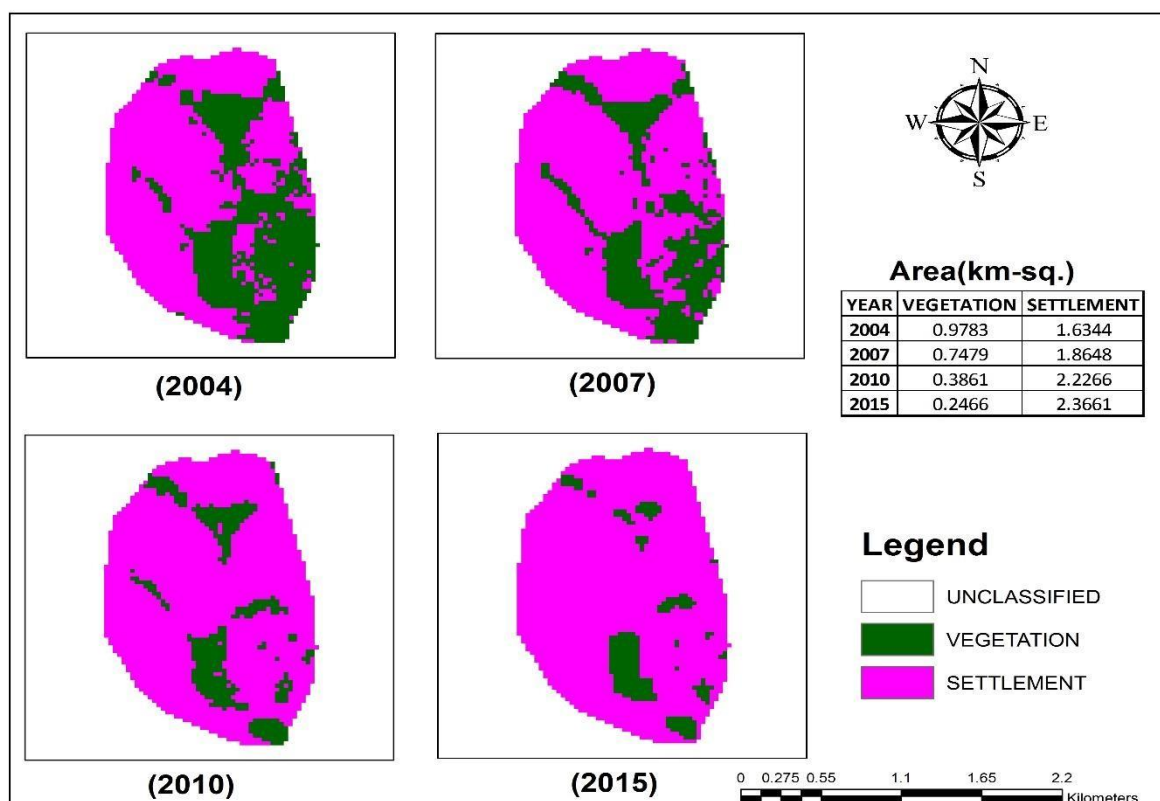 N
W E
S
Area(km-sq.)
YEAR VEGETATION SETTLEMENT
2004 0.9783 1.6344
2007 0.7479 1.8648
2010 0.3861 2.2266
2015 0.2466 2.3661
(2004) (2007)
Legend
UNCLASSIFIED
VEGETATION
SETTLEMENT
(2010) (2015)
0 0.275 0.55 1.1 1.65 2.2
Kilometers